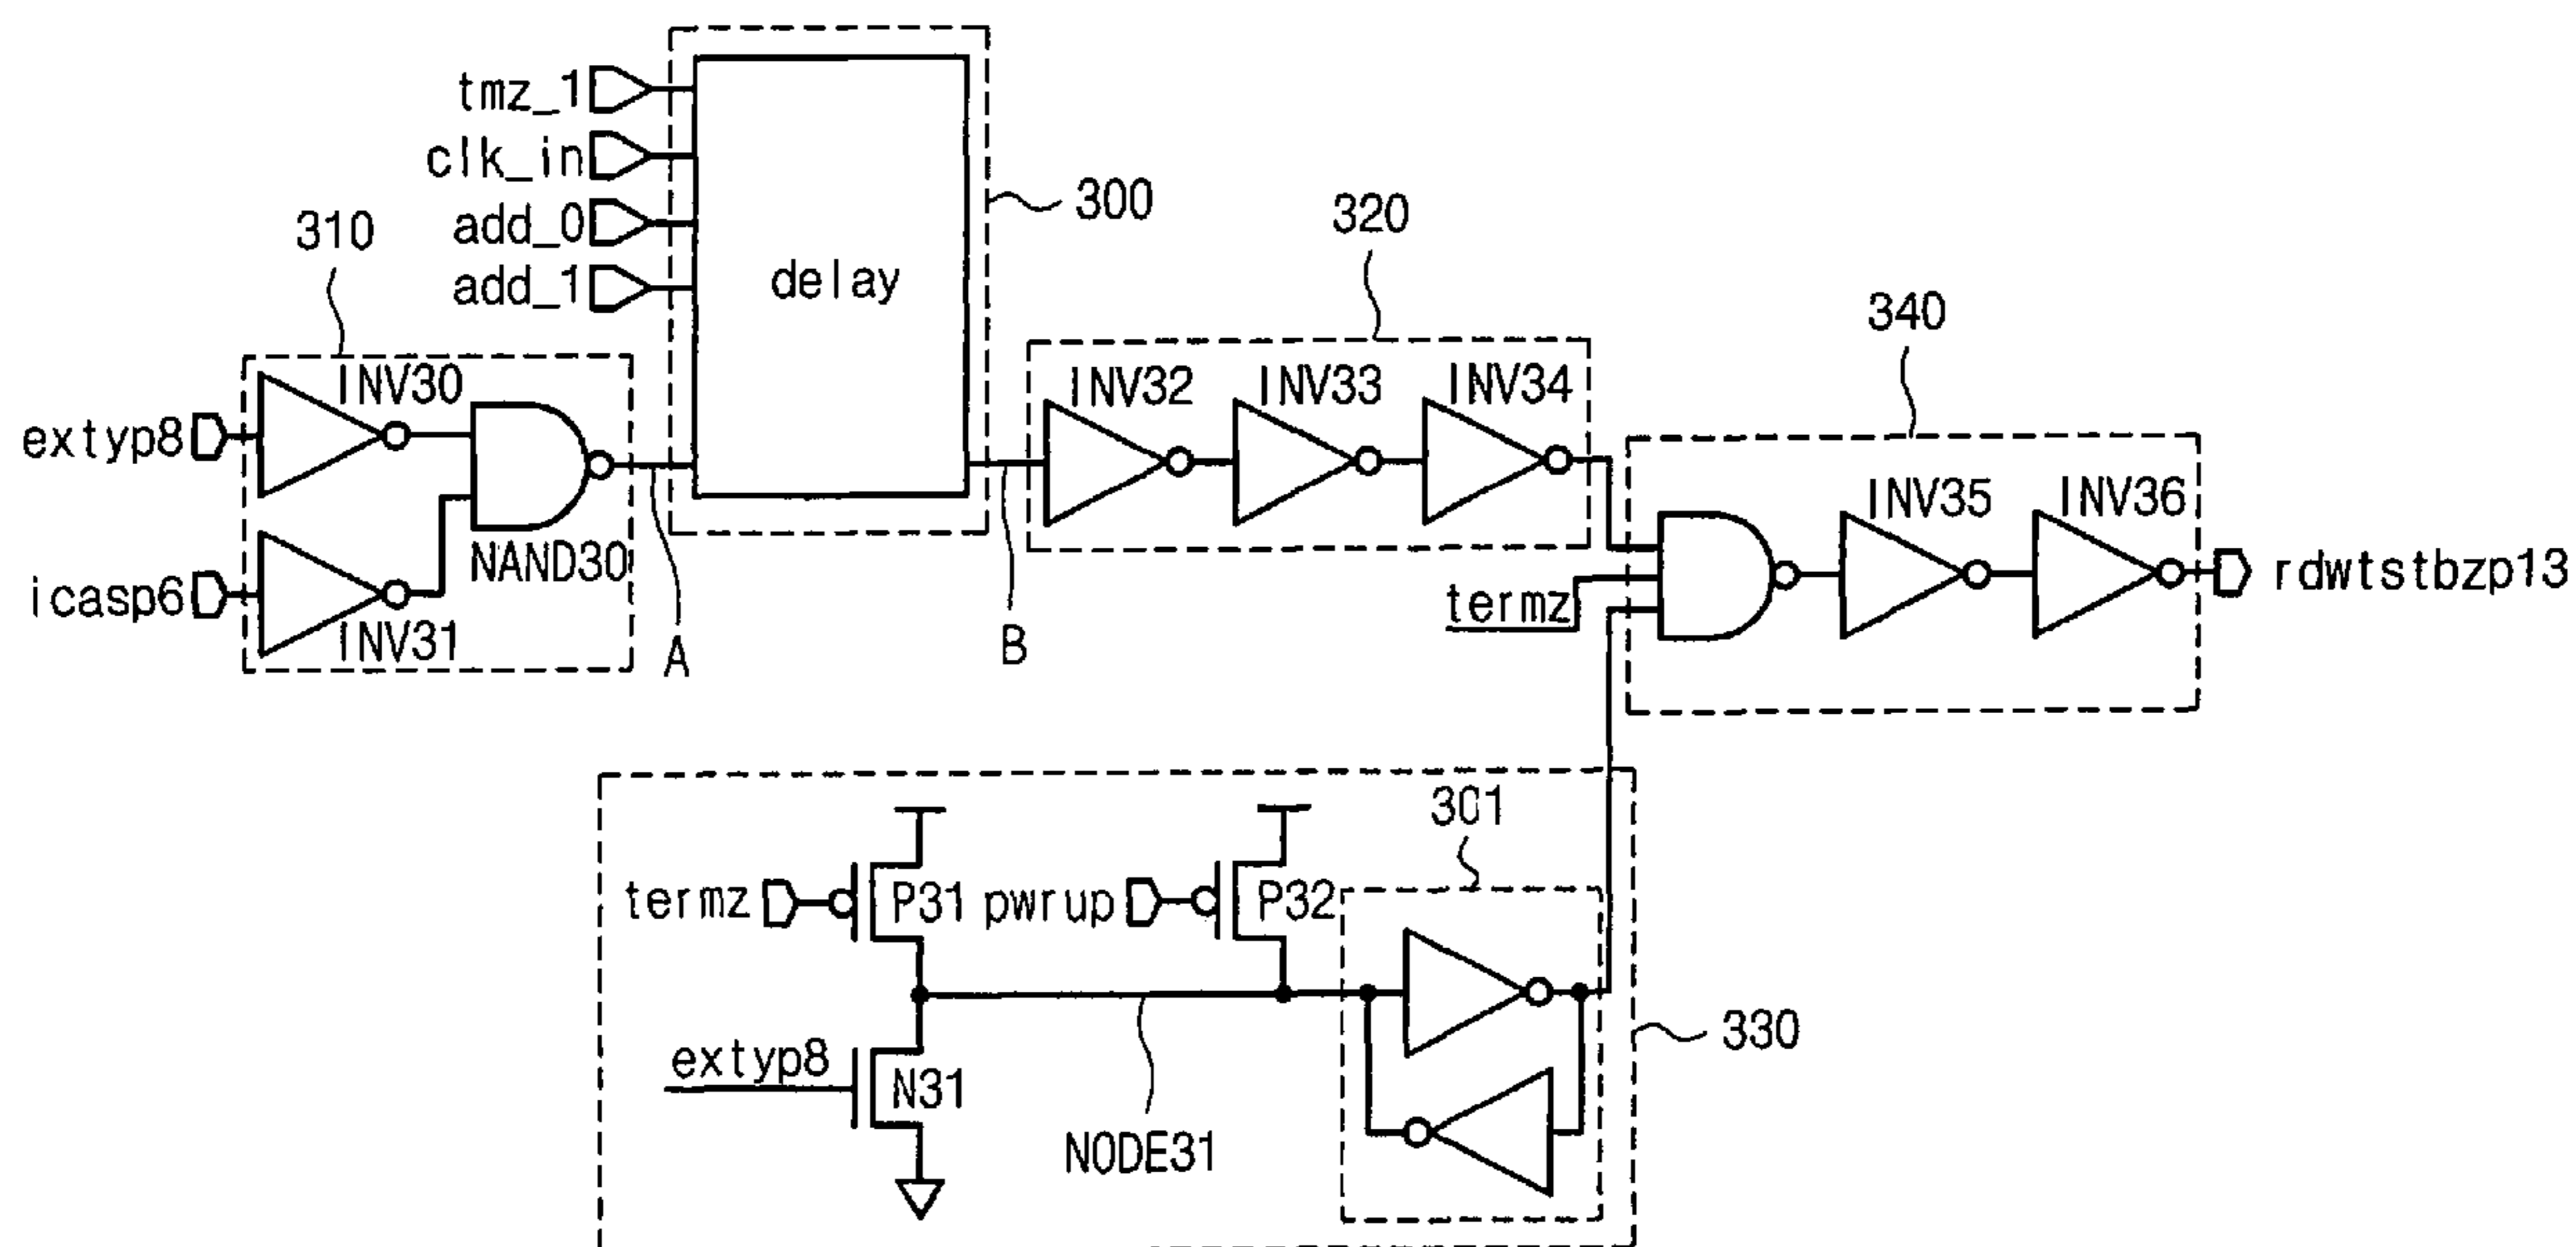 tmz_1
clk_in
add_0
add_1
delay
300
310
320
340
INV30
extyp8
NAND30
icasp6
INV31
A
B
INV32
INV33
INV34
termz
INV35
INV36
rdwtstbzp13
301
termz
P31
pwrup
P32
330
extyp8
N31
NODE31